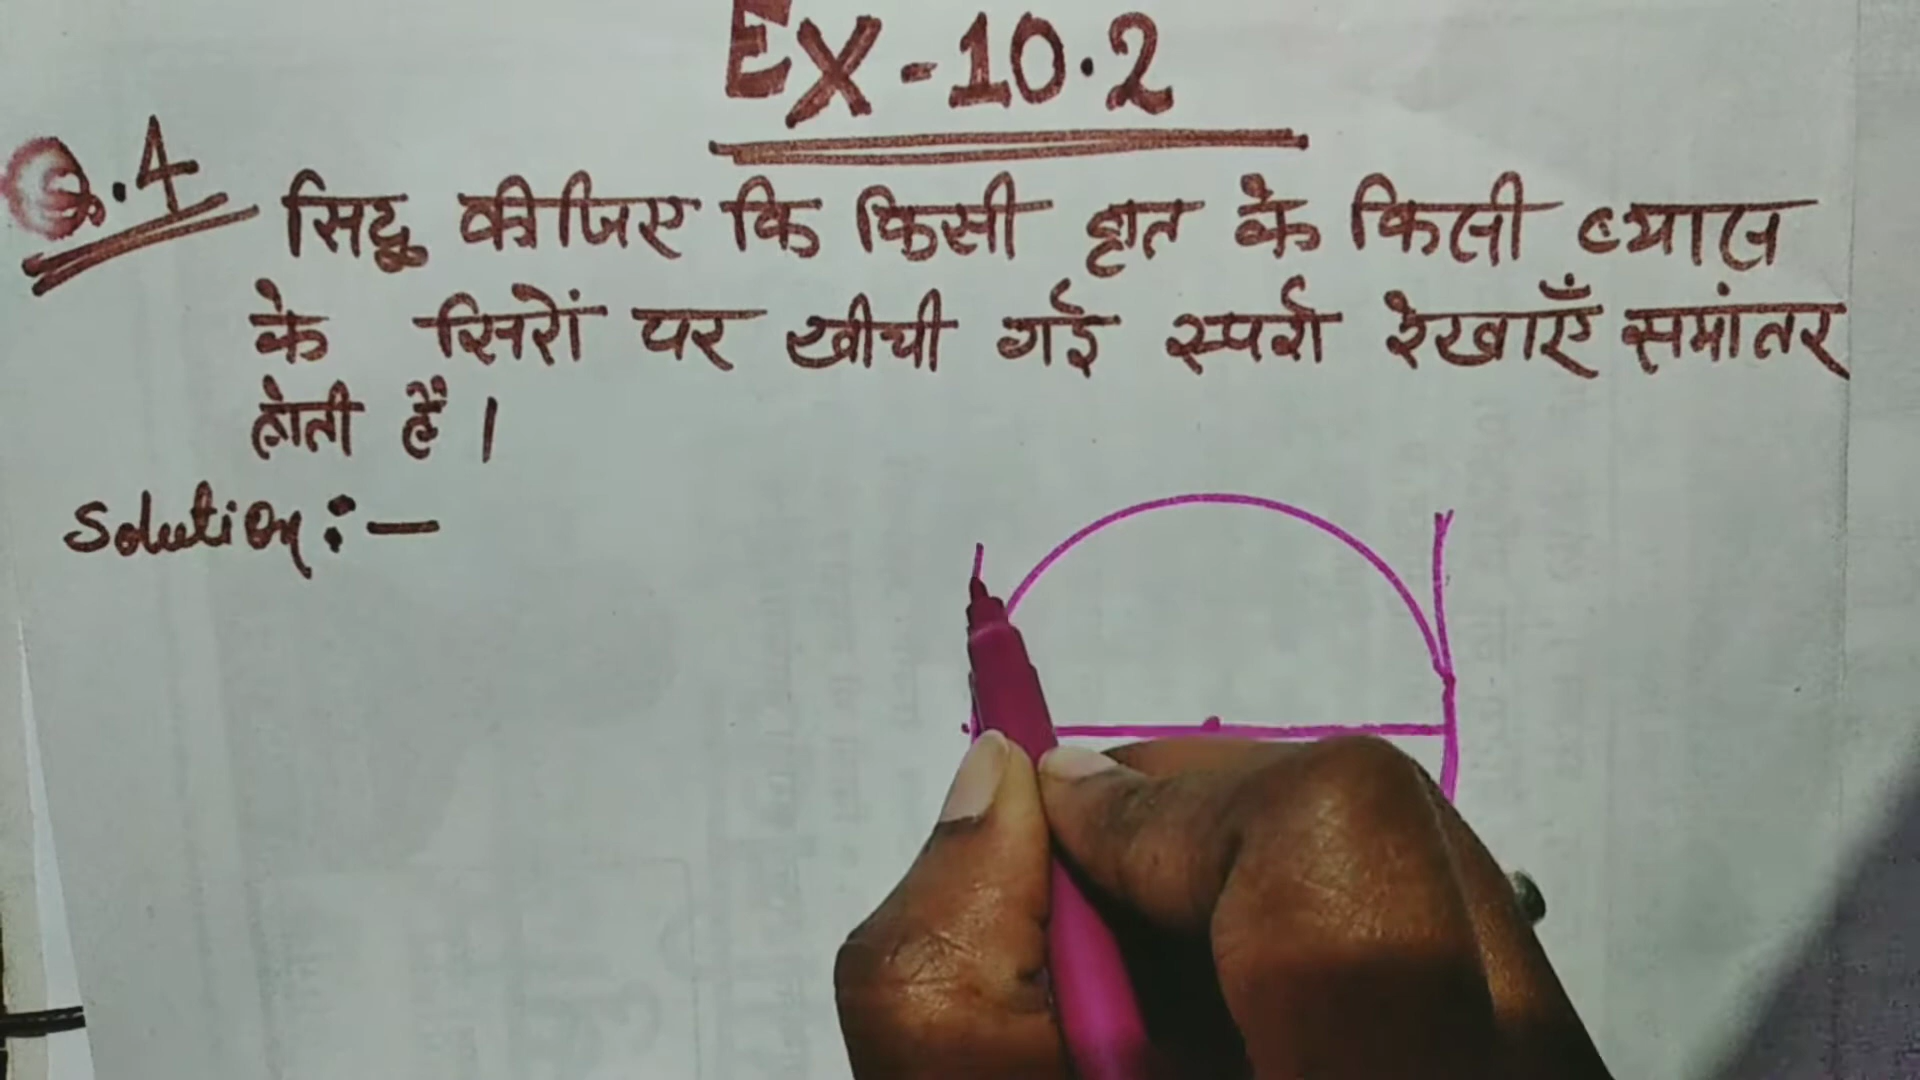 Ex-10.2
Q.4 सिद्ध कीजिए कि किसी वृत के किसी व्यास
के सिरों पर खीची गई स्पर्श रेखाएँ समांतर
होती हैं।
Solution:-